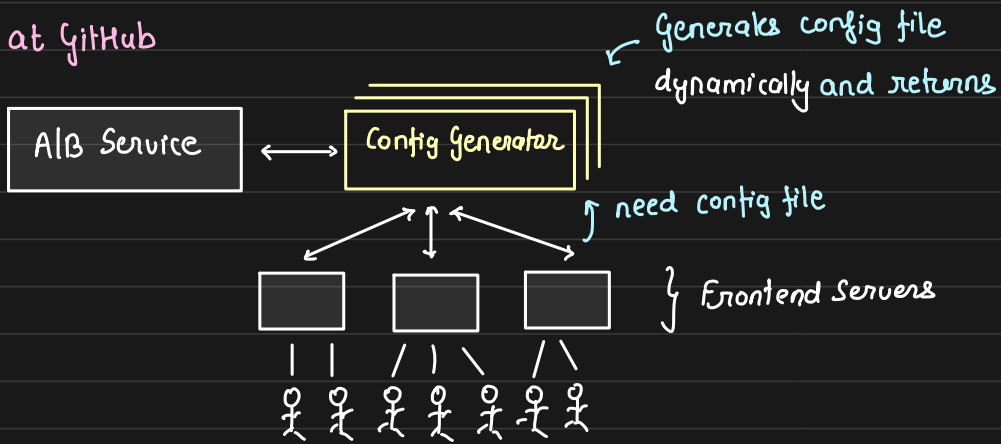 at GitHub
Generates config file
dynamically and returns
A/B Service
Config Generator
need config file
Frontend Servers